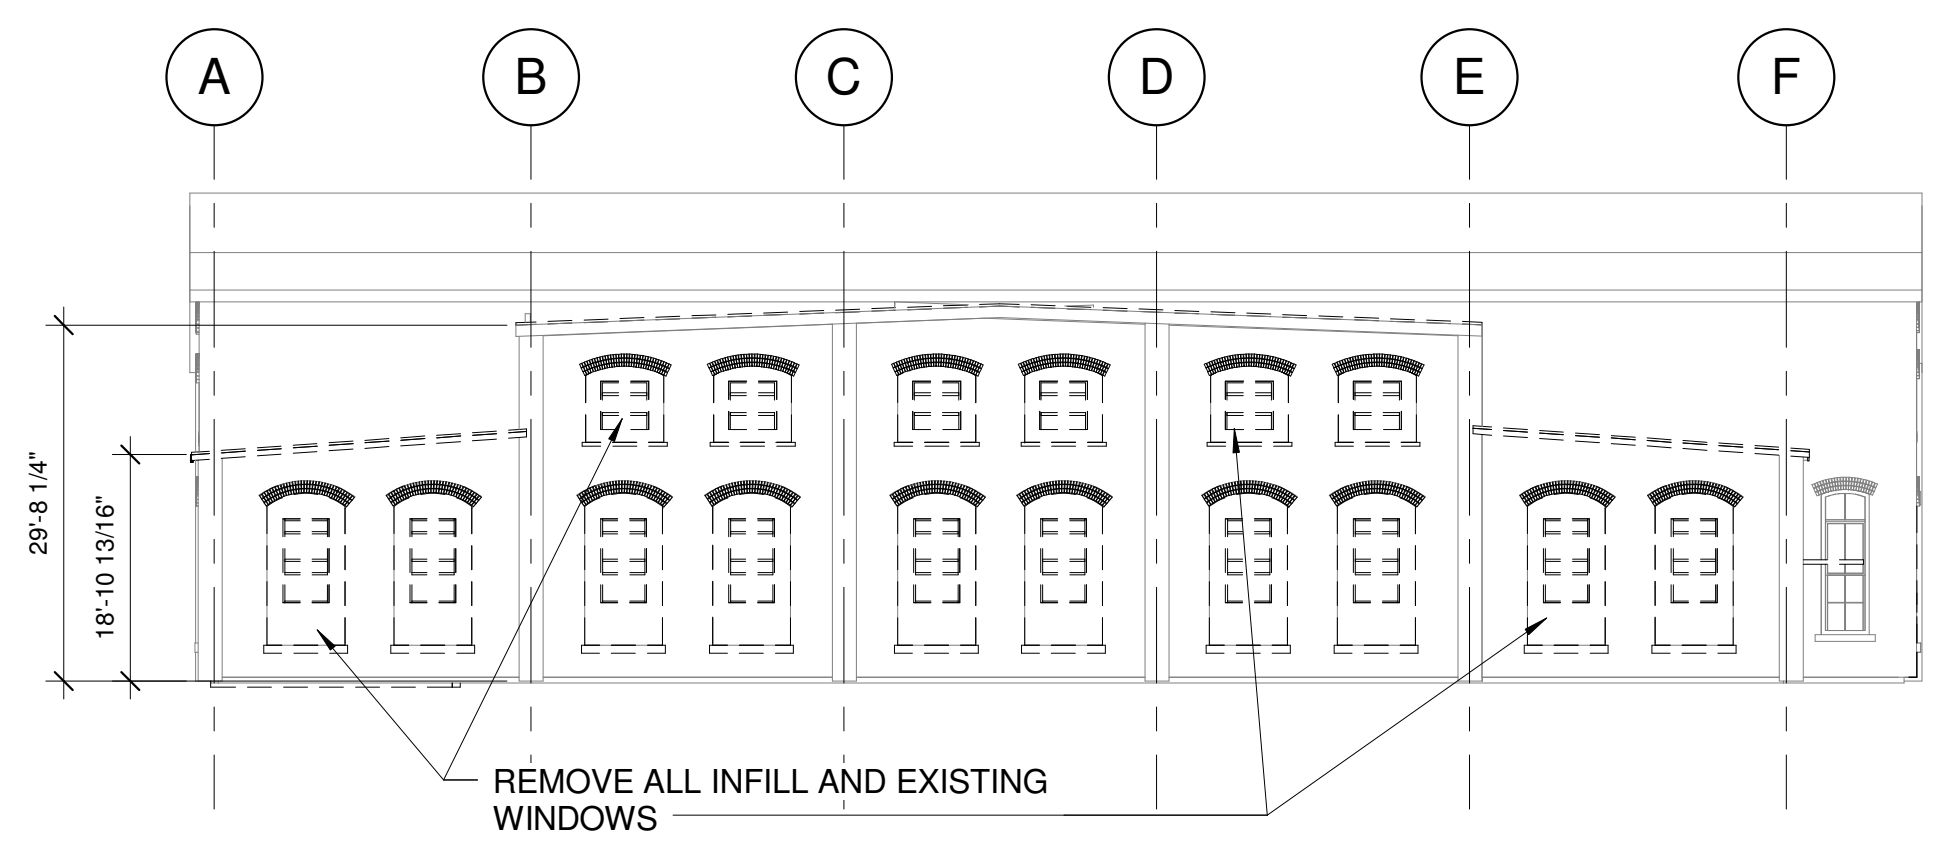 A B C D E F
29'-8 1/4"
18'-10 13/16"
REMOVE ALL INFILL AND EXISTING
WINDOWS